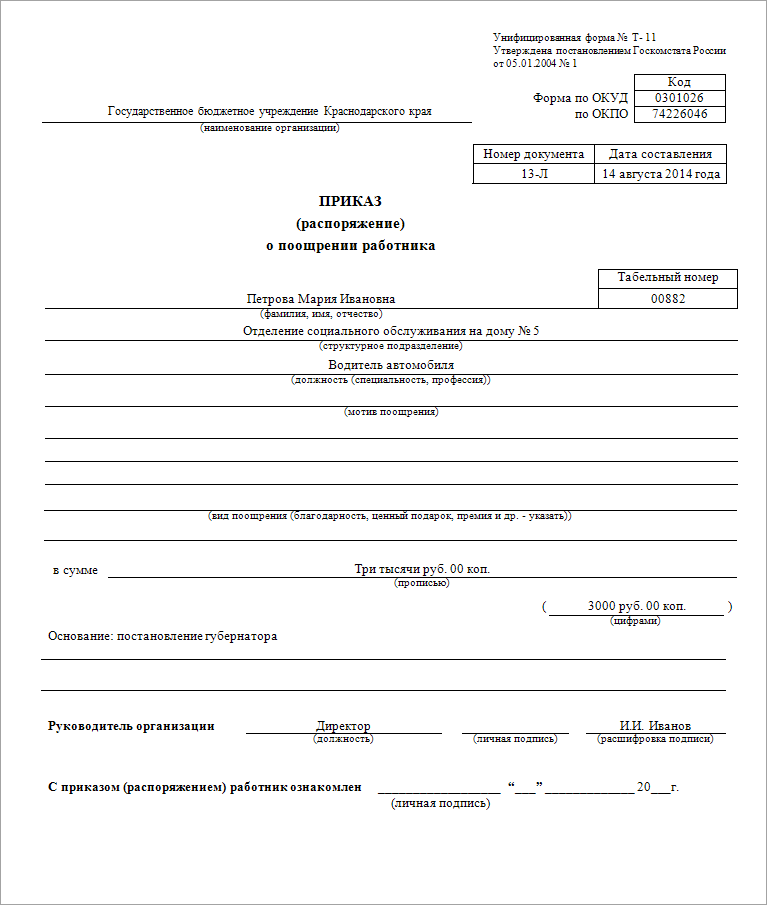 Унифицированная форма № Т- 11
Утверждена постановлением Госкомстата России
от 05.01.2004 № 1
Код
Форма по ОКУД 0301026
Государственное бюджетное учреждение Краснодарского края по ОКПО 74226046
(наименование организации)
Номер документа Дата составления
13-Л 14 августа 2014 года
ПРИКАЗ
(распоряжение)
о поощрении работника
Табельный номер
Петрова Мария Ивановна 00882
(фамилия, имя, отчество)
Отделение социального обслуживания на дому № 5
(структурное подразделение)
Водитель автомобиля
(должность (специальность, профессия))
(мотив поощрения)
(вид поощрения (благодарность, ценный подарок, премия и др. - указать))
в сумме Три тысячи руб. 00 коп.
(прописью)
( 3000 руб. 00 коп. )
(цифрами)
Основание: постановление губернатора
Руководитель организации Директор И.И. Иванов
(должность) (личная подпись) (расшифровка подписи)
С приказом (распоряжением) работник ознакомлен __________________ “___” _____________ 20___г.
(личная подпись)